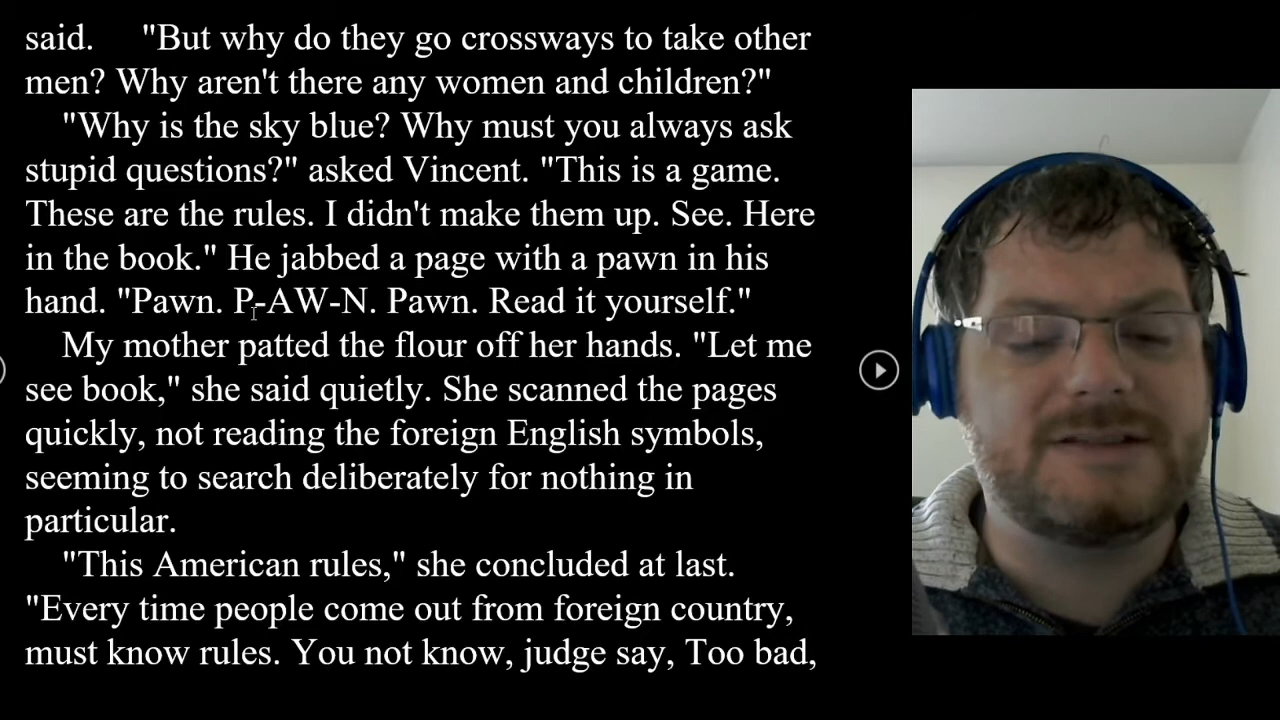 said.     "But why do they go crossways to take other
men? Why aren't there any women and children?"
"Why is the sky blue? Why must you always ask
stupid questions?" asked Vincent. "This is a game.
These are the rules. I didn't make them up. See. Here
in the book." He jabbed a page with a pawn in his
hand. "Pawn. P-AW-N. Pawn. Read it yourself."
My mother patted the flour off her hands. "Let me
see book," she said quietly. She scanned the pages
quickly, not reading the foreign English symbols,
seeming to search deliberately for nothing in
particular.
"This American rules," she concluded at last.
"Every time people come out from foreign country,
must know rules. You not know, judge say, Too bad,